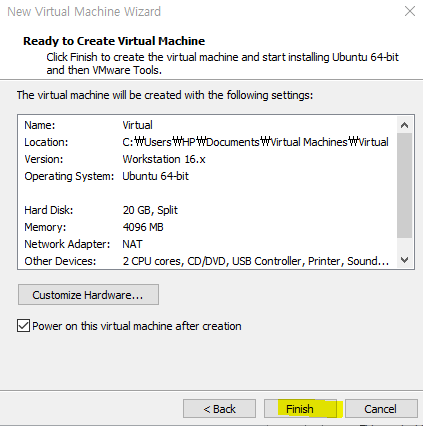 New Virtual Machine Wizard
Ready to Create Virtual Machine
Click Finish to create the virtual machine and start installing Ubuntu 64-bit
and then VMware Tools.
The virtual machine will be created with the following settings:
Name: Virtual
Location: C:₩Users₩HP₩Documents₩Virtual Machines₩Virtual
Version: Workstation 16.x
Operating System: Ubuntu 64-bit
Hard Disk: 20 GB, Split
Memory: 4096 MB
Network Adapter: NAT
Other Devices: 2 CPU cores, CD/DVD, USB Controller, Printer, Sound...
Customize Hardware...
Power on this virtual machine after creation
< Back Finish Cancel